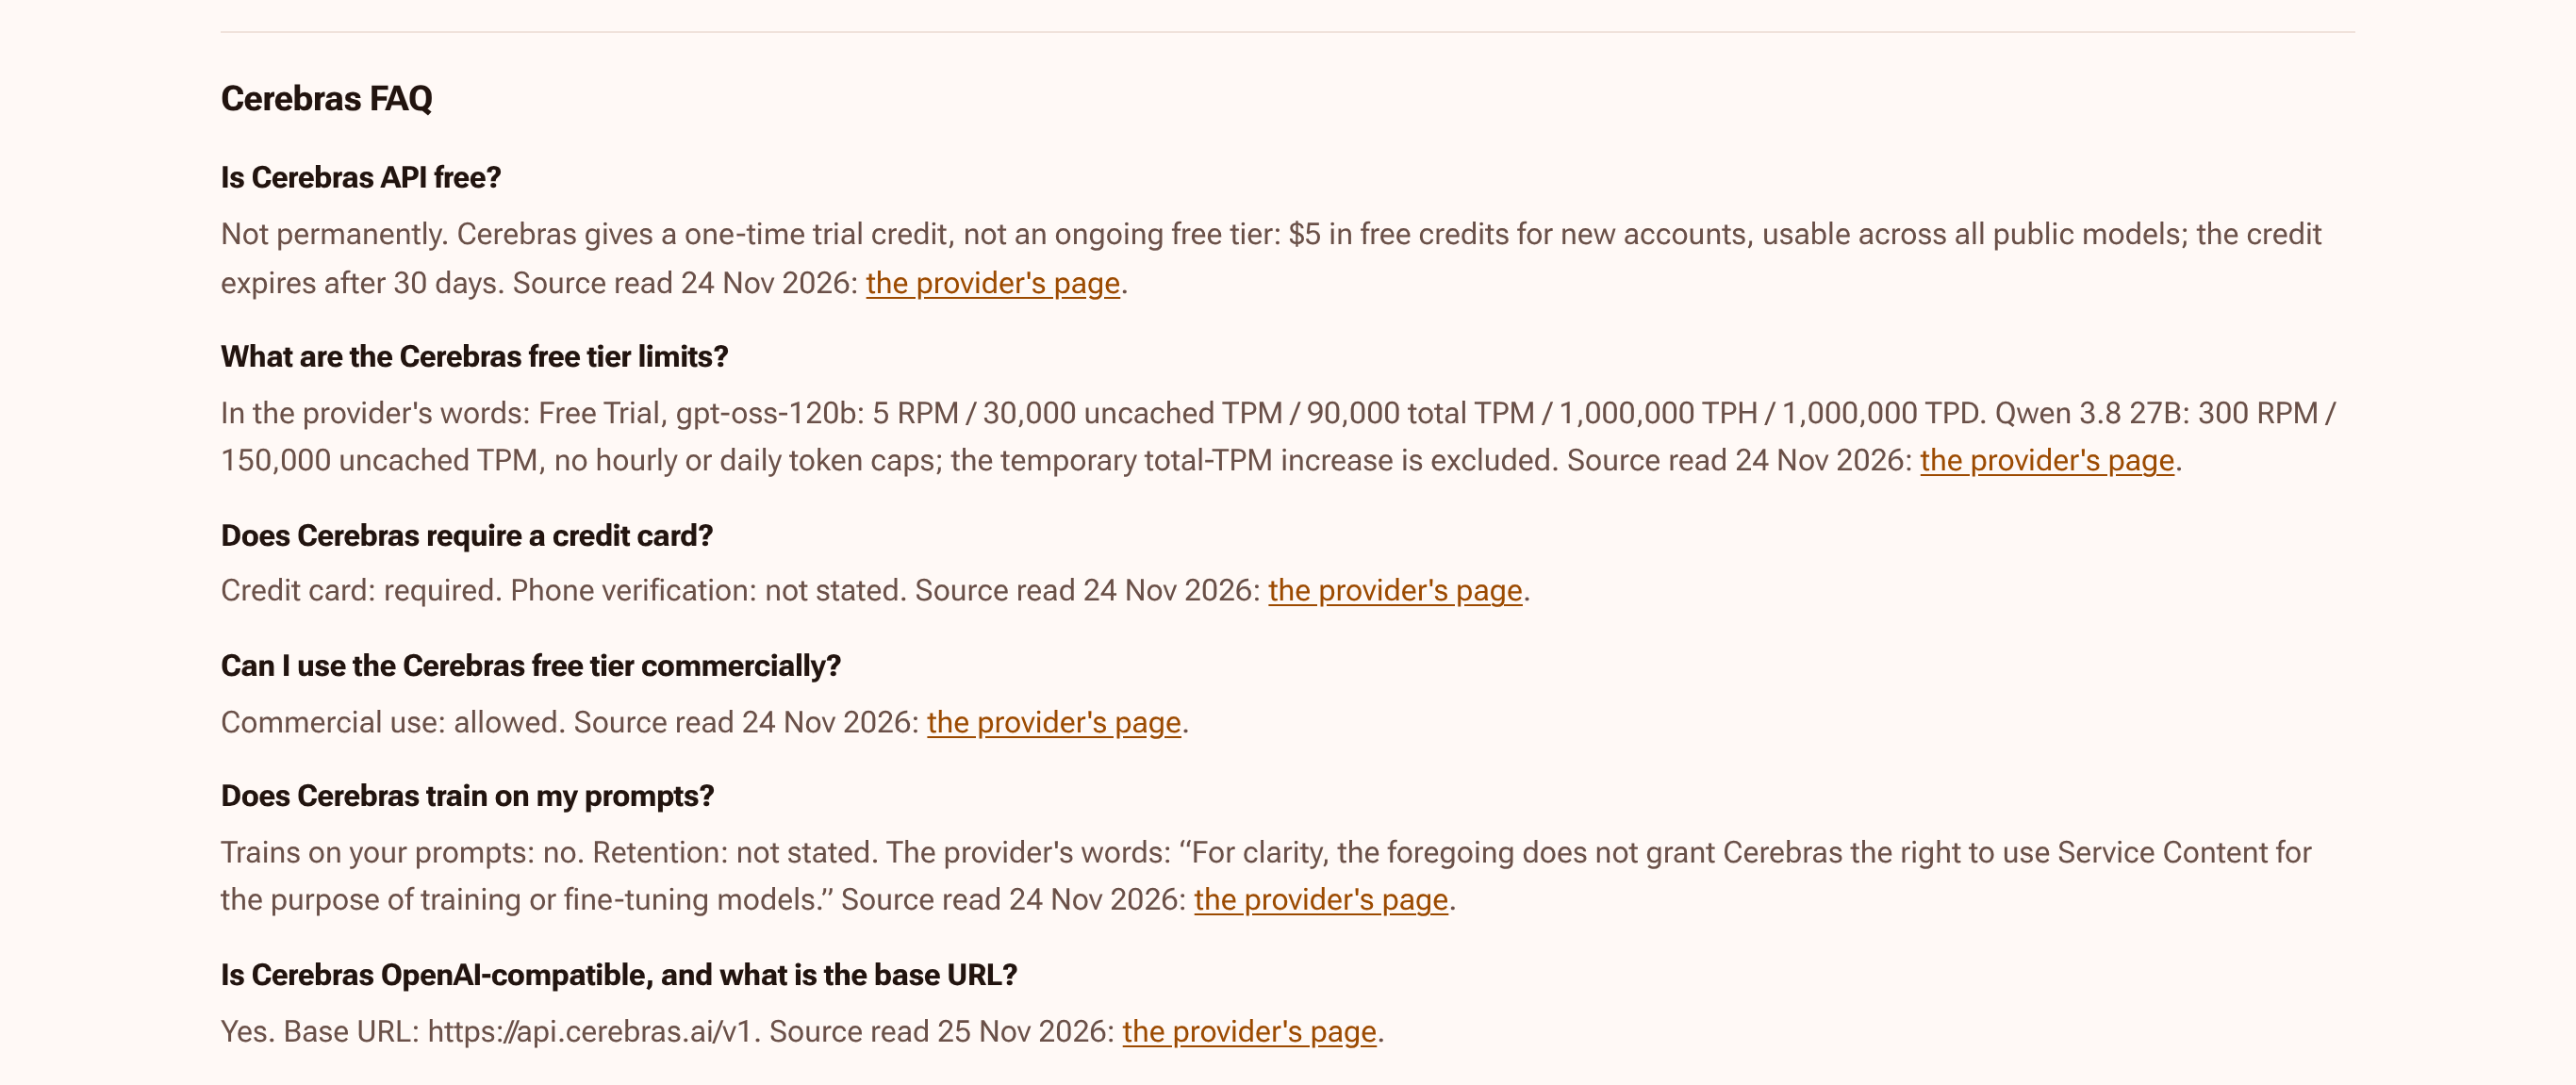 Cerebras FAQ
Is Cerebras API free?
Not permanently. Cerebras gives a one-time trial credit, not an ongoing free tier: $5 in free credits for new accounts, usable across all public models; the credit
expires after 30 days. Source read 24 Nov 2026: the provider's page.
What are the Cerebras free tier limits?
In the provider's words: Free Trial, gpt-oss-120b: 5 RPM / 30,000 uncached TPM / 90,000 total TPM / 1,000,000 TPH / 1,000,000 TPD. Qwen 3.8 27B: 300 RPM /
150,000 uncached TPM, no hourly or daily token caps; the temporary total-TPM increase is excluded. Source read 24 Nov 2026: the provider's page.
Does Cerebras require a credit card?
Credit card: required. Phone verification: not stated. Source read 24 Nov 2026: the provider's page.
Can I use the Cerebras free tier commercially?
Commercial use: allowed. Source read 24 Nov 2026: the provider's page.
Does Cerebras train on my prompts?
Trains on your prompts: no. Retention: not stated. The provider's words: “For clarity, the foregoing does not grant Cerebras the right to use Service Content for
the purpose of training or fine-tuning models.” Source read 24 Nov 2026: the provider's page.
Is Cerebras OpenAI-compatible, and what is the base URL?
Yes. Base URL: https://api.cerebras.ai/v1. Source read 25 Nov 2026: the provider's page.